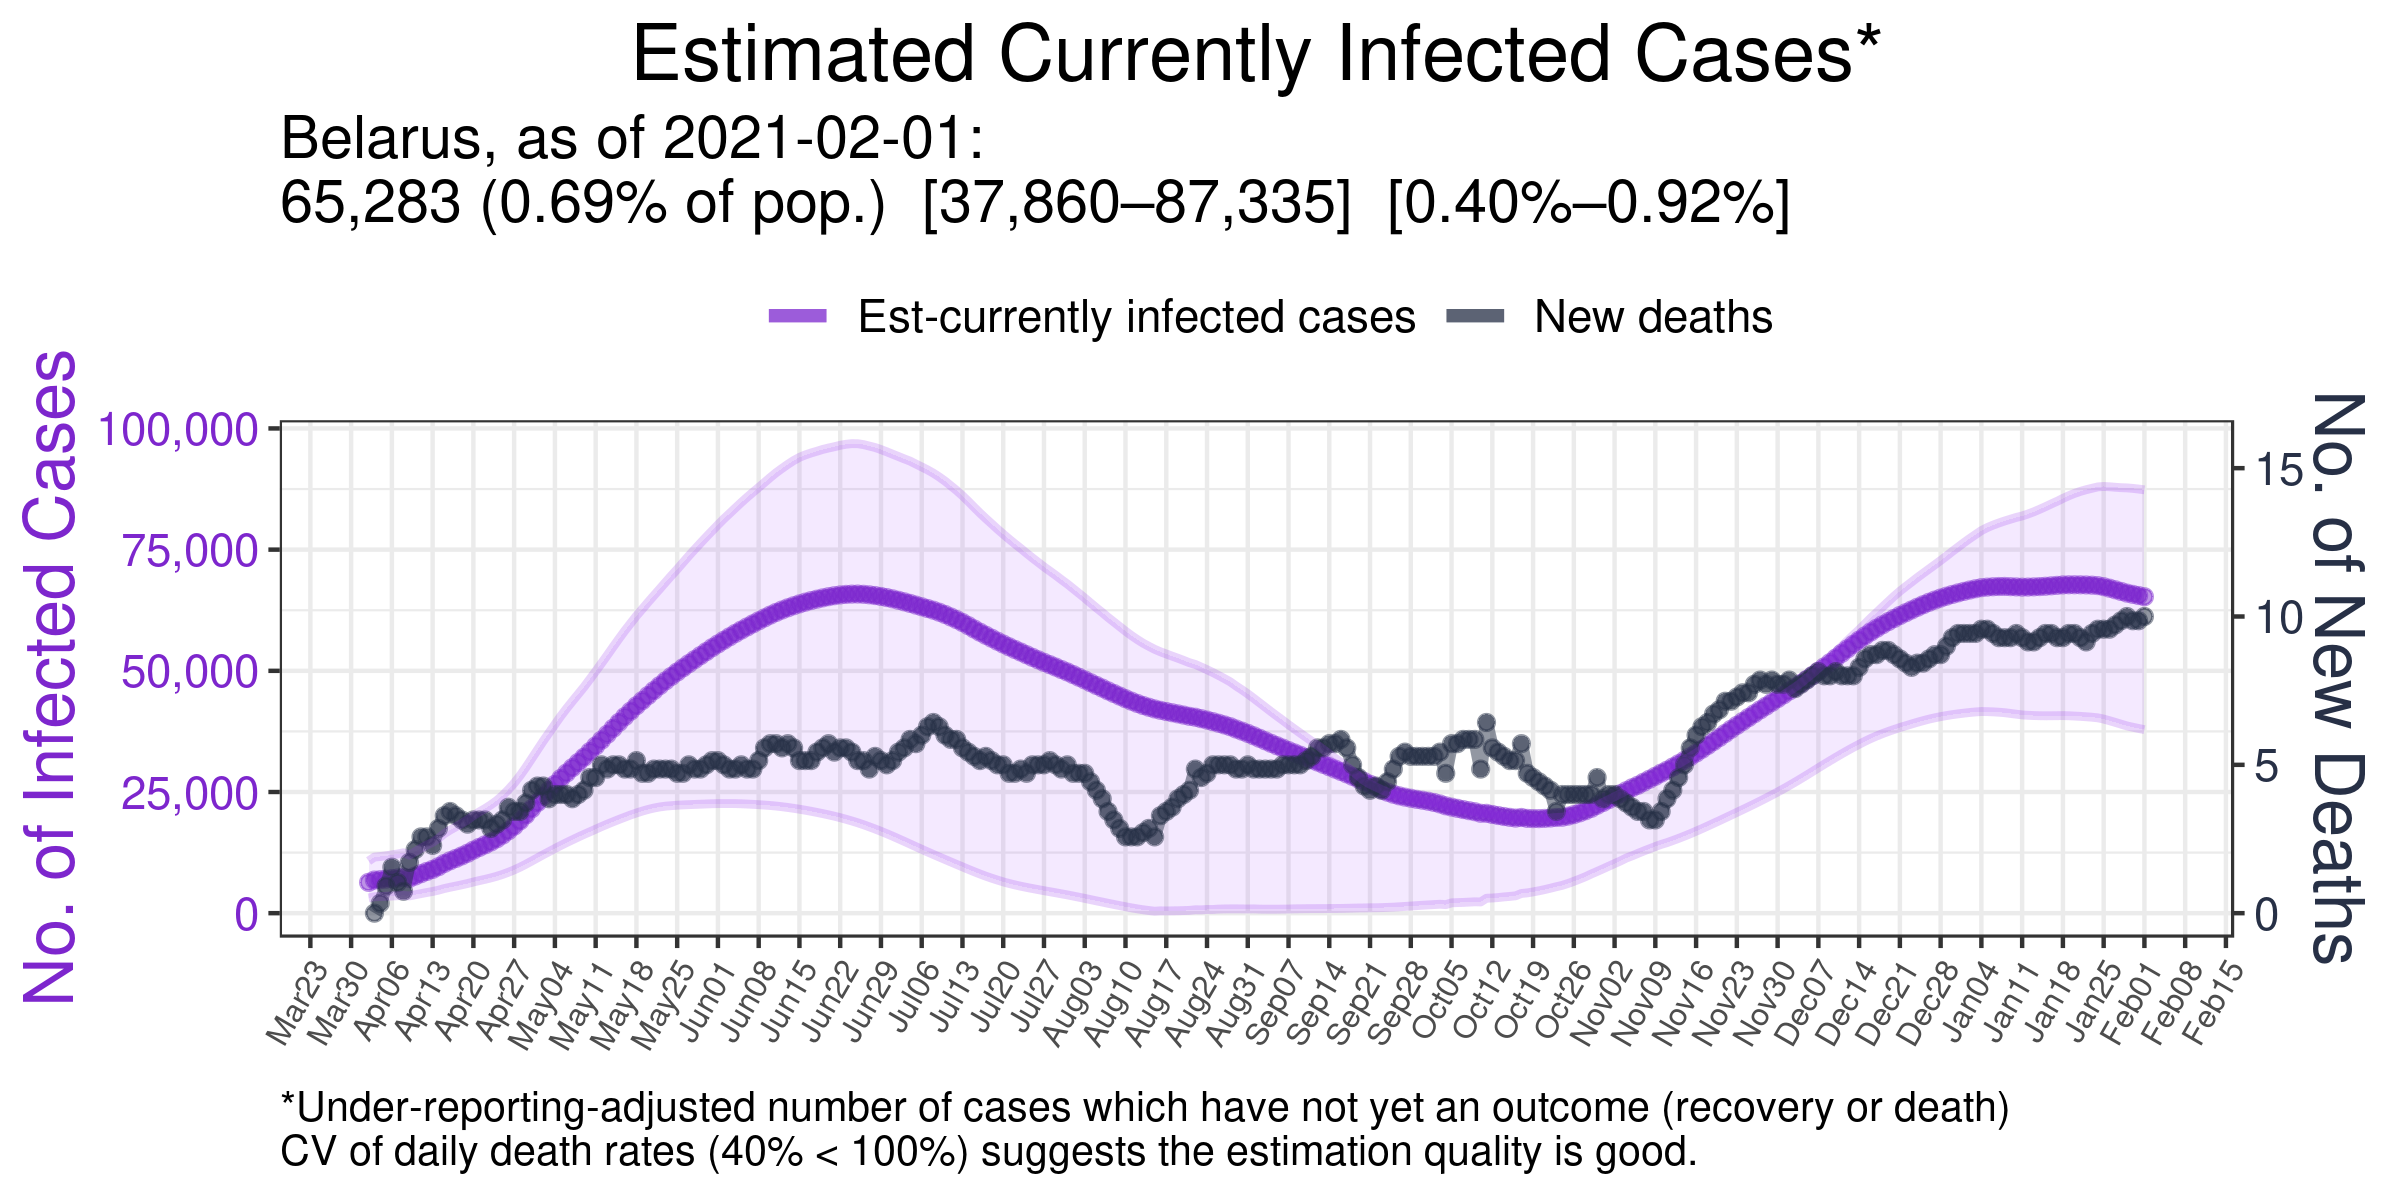 Estimated Currently Infected Cases*
Belarus, as of 2021-02-01:
65,283 (0.69% of pop.) [37,860–87,335] [0.40%–0.92%]
Est-currently infected cases New deaths
No. of Infected Cases
100,000
75,000
50,000
25,000
0
15
10
5
0
No. of New Deaths
Mar23 Mar30 Apr06 Apr13 Apr20 Apr27 May04 May11 May18 May25 Jun01 Jun08 Jun15 Jun22 Jun29 Jul06 Jul13 Jul20 Jul27 Aug03 Aug10 Aug17 Aug24 Aug31 Sep07 Sep14 Sep21 Sep28 Oct05 Oct12 Oct19 Oct26 Nov02 Nov09 Nov16 Nov23 Nov30 Dec07 Dec14 Dec21 Dec28 Jan04 Jan11 Jan18 Jan25 Feb01 Feb08 Feb15
*Under-reporting-adjusted number of cases which have not yet an outcome (recovery or death)
CV of daily death rates (40% < 100%) suggests the estimation quality is good.